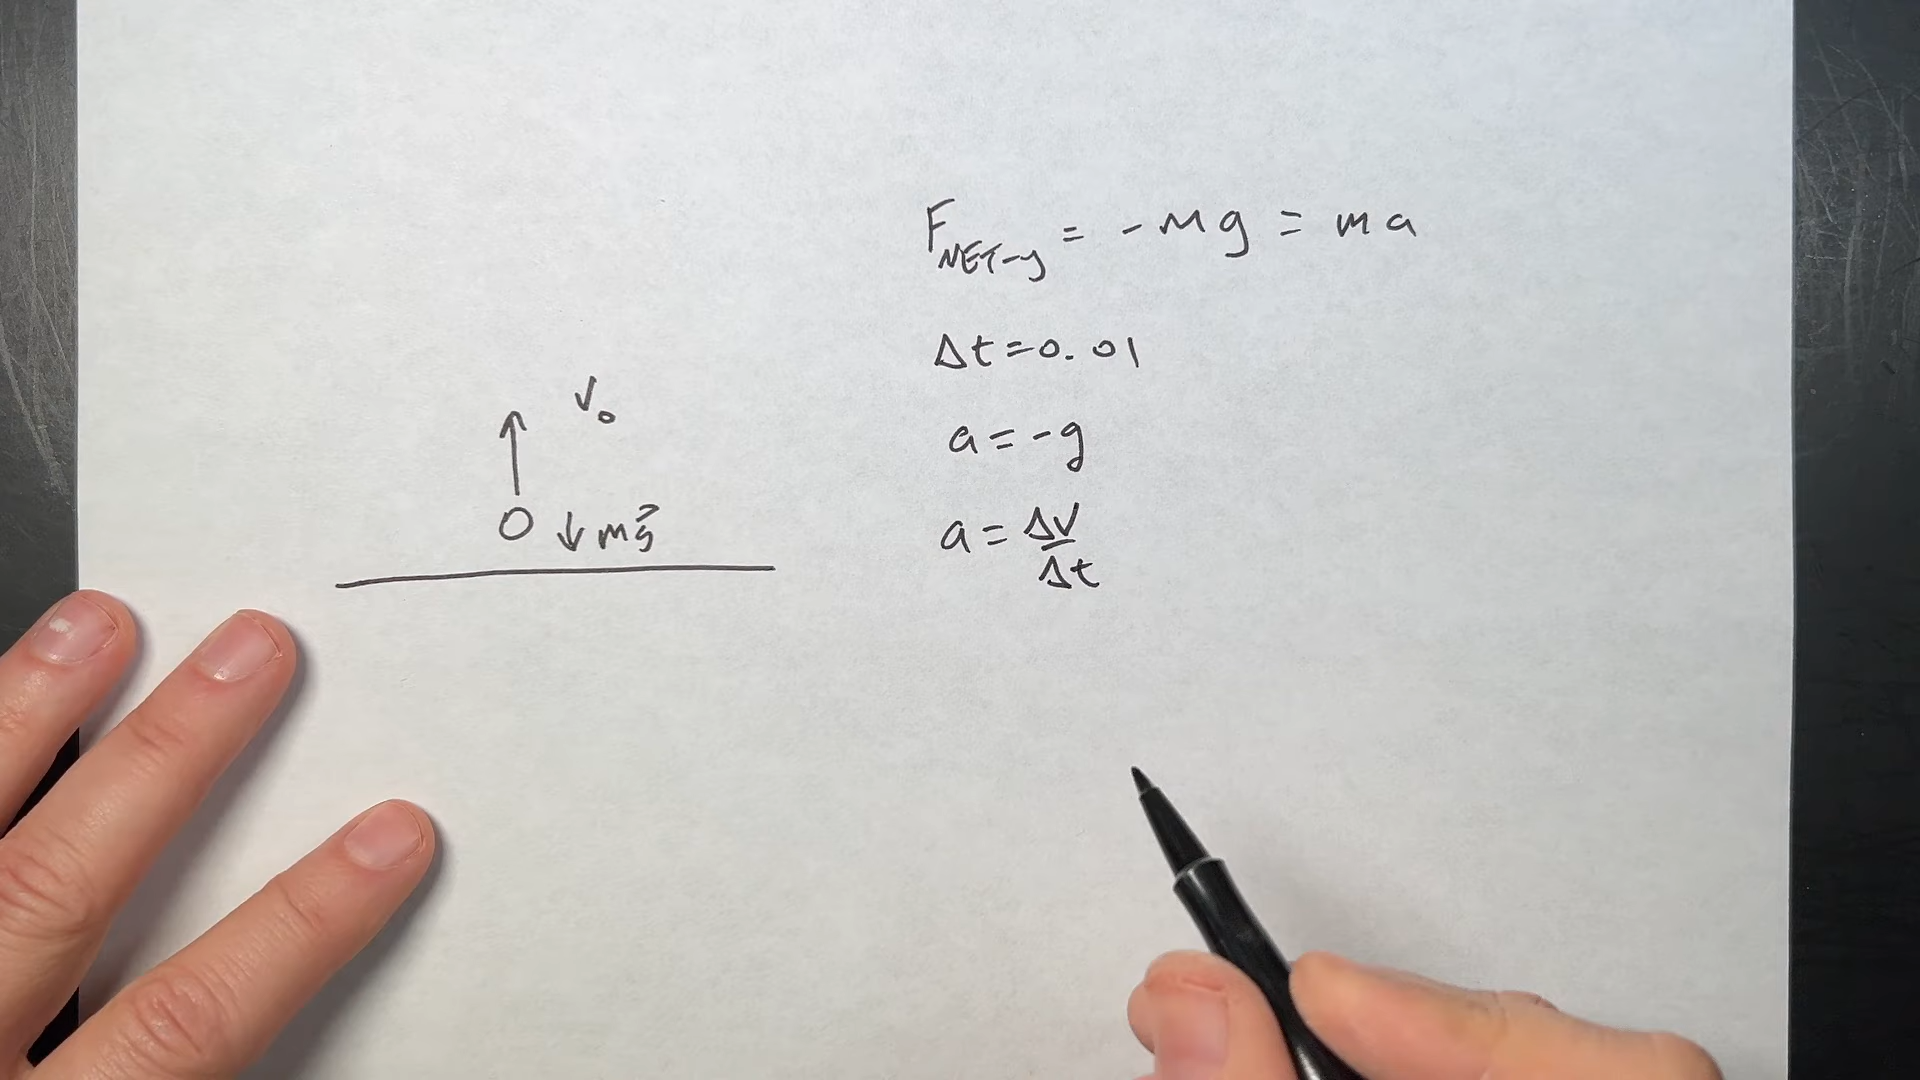 F_NET-y = -mg = ma
Δt=0.01
v₀
a=-g
mg⃗
a=Δv/Δt